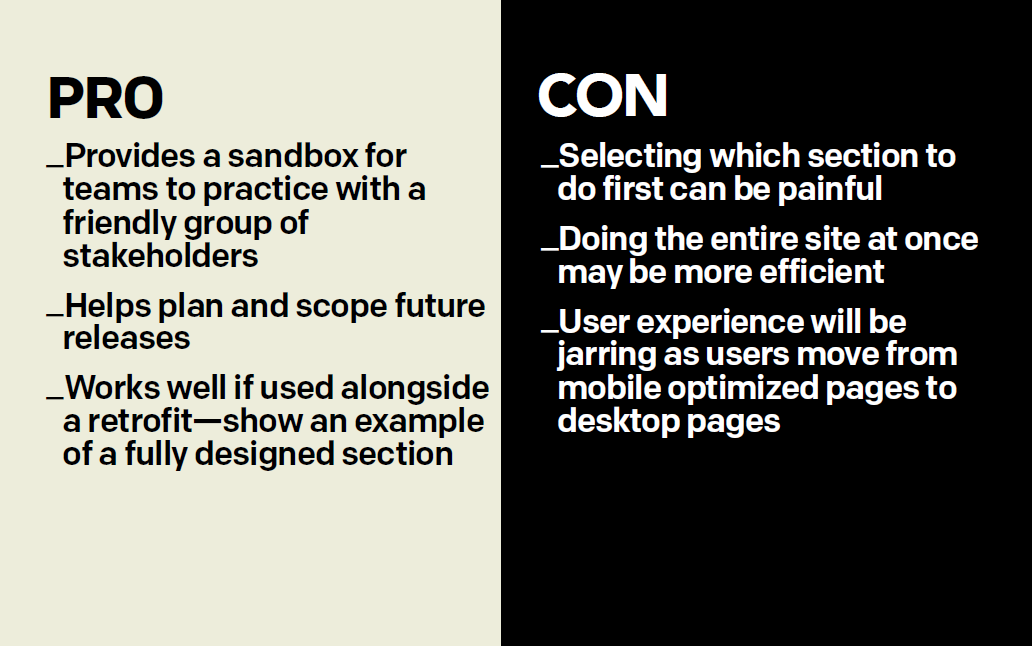 PRO
_Provides a sandbox for
teams to practice with a
friendly group of
stakeholders
_Helps plan and scope future
releases
_Works well if used alongside
a retrofit—show an example
of a fully designed section
CON
_Selecting which section to
do first can be painful
_Doing the entire site at once
may be more efficient
_User experience will be
jarring as users move from
mobile optimized pages to
desktop pages